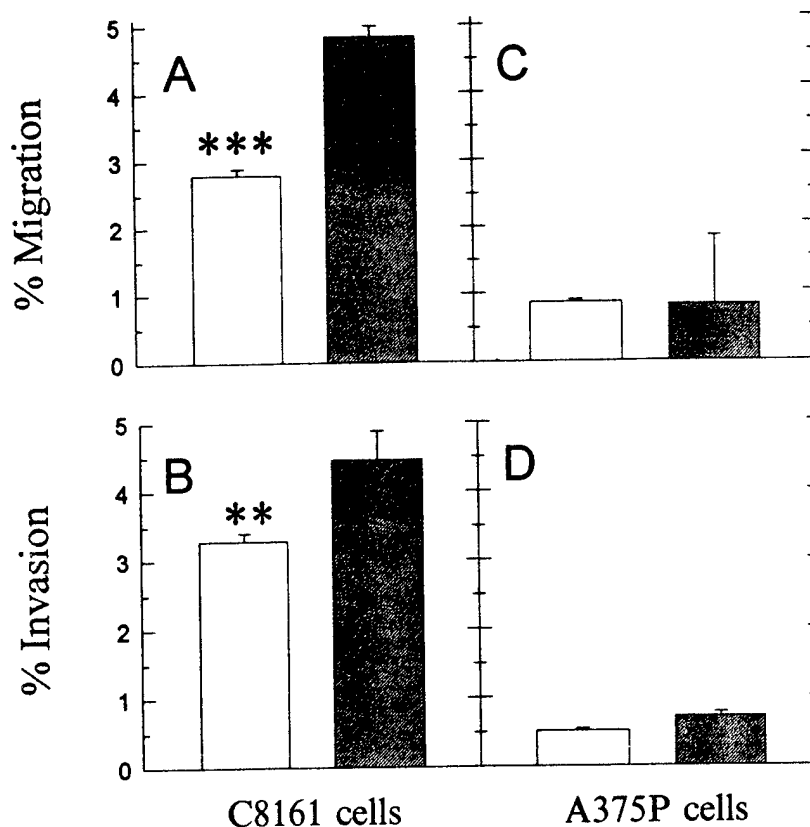 % Migration
5
4
3
2
1
0
A
***
C
% Invasion
5
4
3
2
1
0
B
**
D
C8161 cells
A375P cells